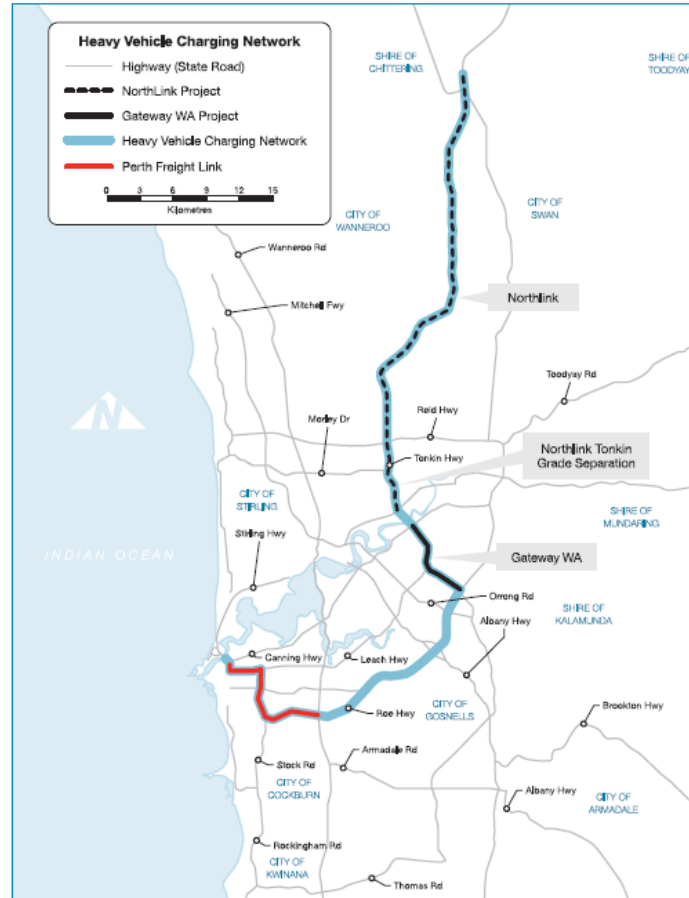 Heavy Vehicle Charging Network
Highway (State Road)
NorthLink Project
Gateway WA Project
Heavy Vehicle Charging Network
Perth Freight Link
0 3 6 9 12 15
Kilometres
SHIRE OF
CHITTERING
SHIRE OF
TOODYAY
CITY OF
WANNEROO
CITY OF
SWAN
Wanneroo Rd
Northlink
Mitchell Fwy
Toodyay Rd
Morley Dr
Reid Hwy
Tonkin Hwy
Northlink Tonkin
Grade Separation
CITY OF
STIRLING
SHIRE OF
MUNDARING
Stirling Hwy
INDIAN OCEAN
Gateway WA
Orrong Rd
SHIRE OF
KALAMUNDA
Albany Hwy
Canning Hwy
Leach Hwy
CITY OF
GOSNELLS
Roe Hwy
Brookton Hwy
Stock Rd
Armadale Rd
CITY OF
COCKBURN
Albany Hwy
CITY OF
ARMADALE
Rockingham Rd
CITY OF
KWINANA
Thomas Rd
N